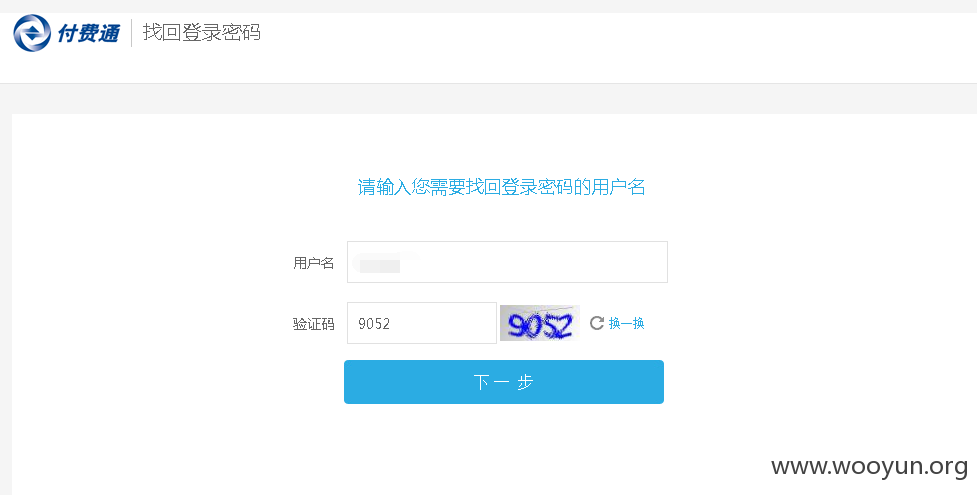 付费通 找回登录密码
请输入您需要找回登录密码的用户名
用户名
验证码 9052 9052 换一换
下一步
www.wooyun.org